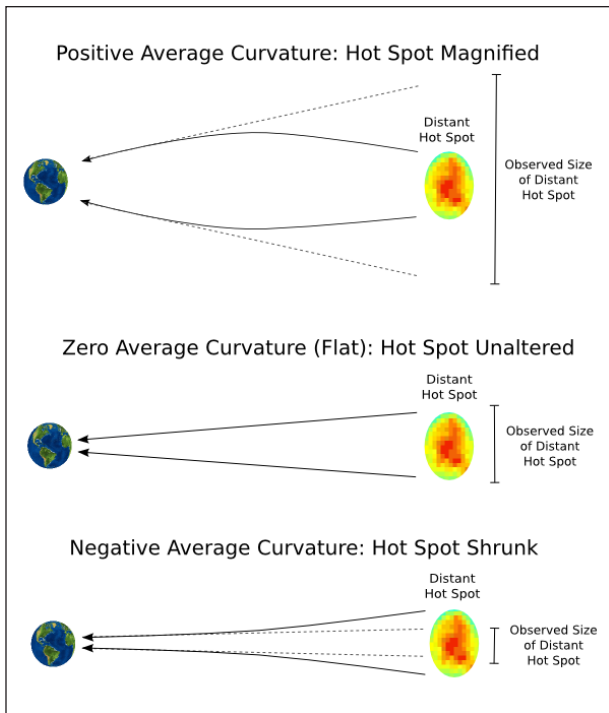 Positive Average Curvature: Hot Spot Magnified
Distant
Hot Spot
Observed Size
of Distant
Hot Spot
Zero Average Curvature (Flat): Hot Spot Unaltered
Distant
Hot Spot
Observed Size
of Distant
Hot Spot
Negative Average Curvature: Hot Spot Shrunk
Distant
Hot Spot
Observed Size
of Distant
Hot Spot